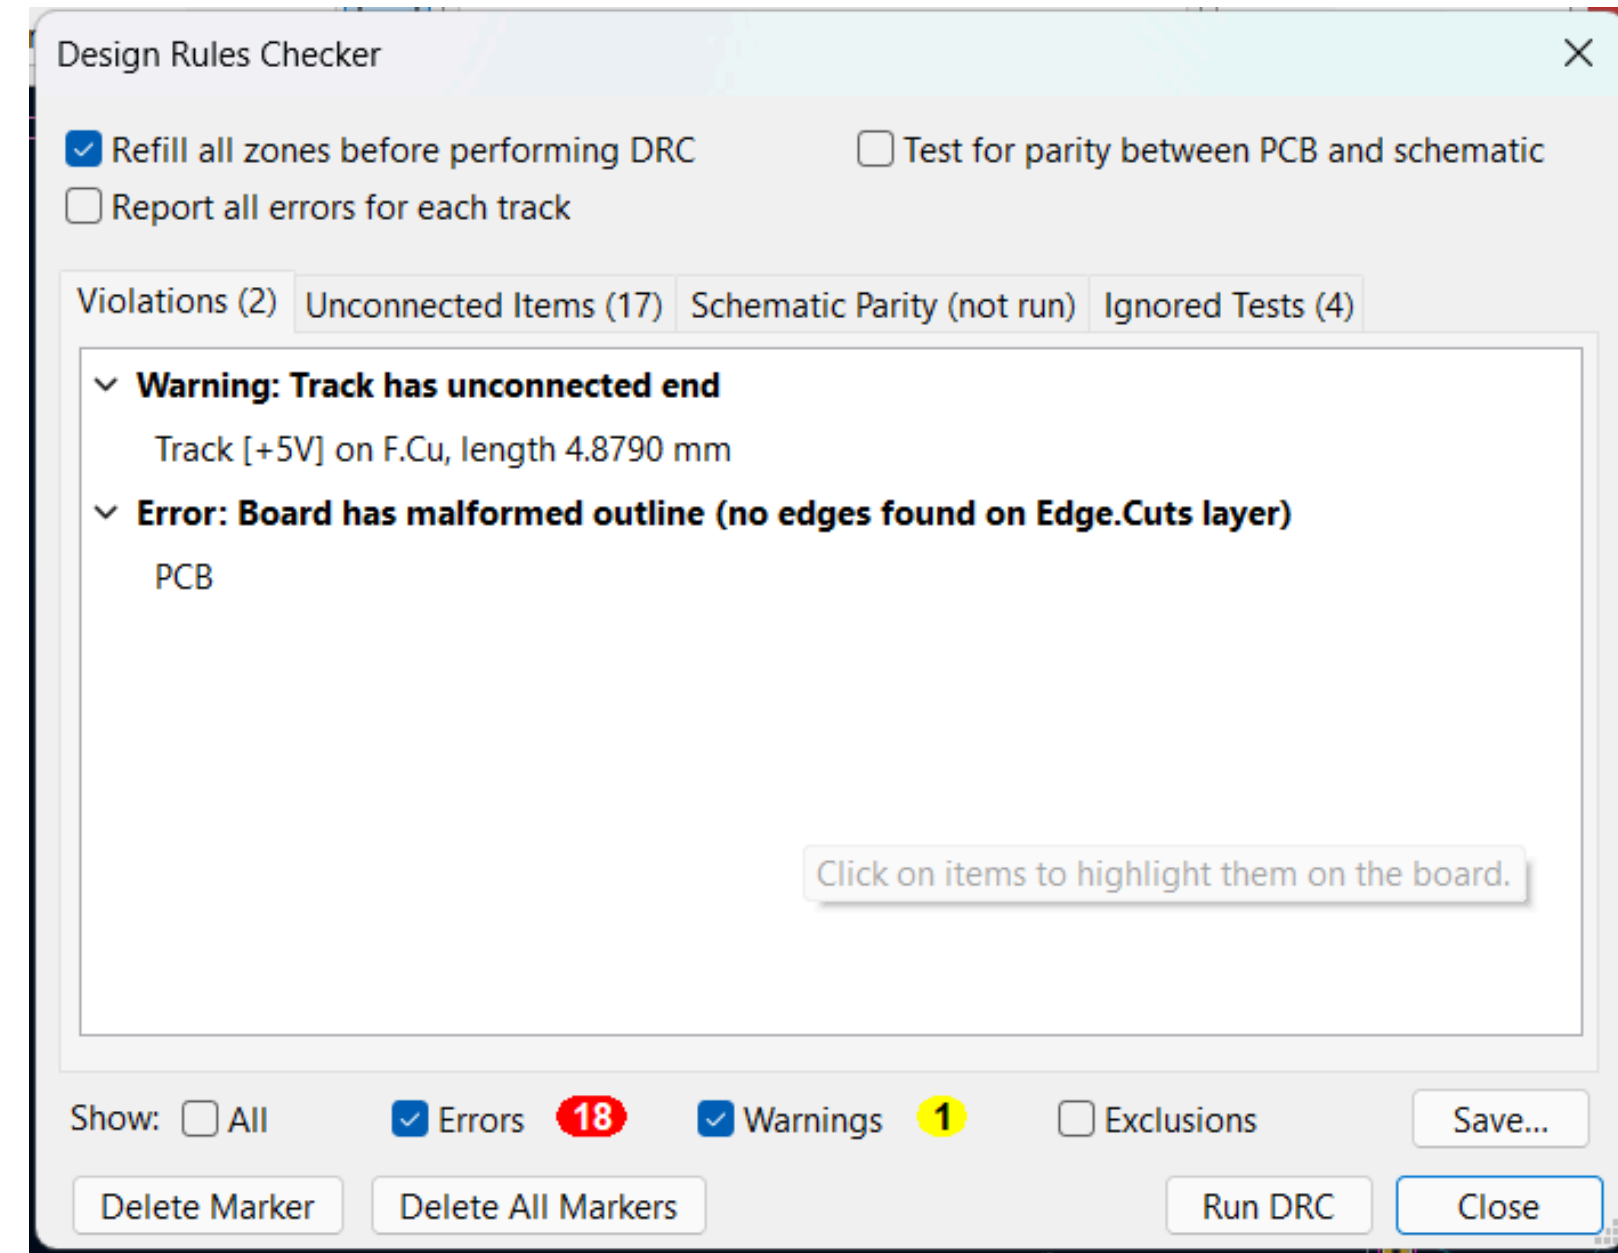 Design Rules Checker
Refill all zones before performing DRC
Test for parity between PCB and schematic
Report all errors for each track
Violations (2)
Unconnected Items (17)
Schematic Parity (not run)
Ignored Tests (4)
Warning: Track has unconnected end
Track [+5V] on F.Cu, length 4.8790 mm
Error: Board has malformed outline (no edges found on Edge.Cuts layer)
PCB
Click on items to highlight them on the board.
Show:
All
Errors
18
Warnings
1
Exclusions
Save...
Delete Marker
Delete All Markers
Run DRC
Close